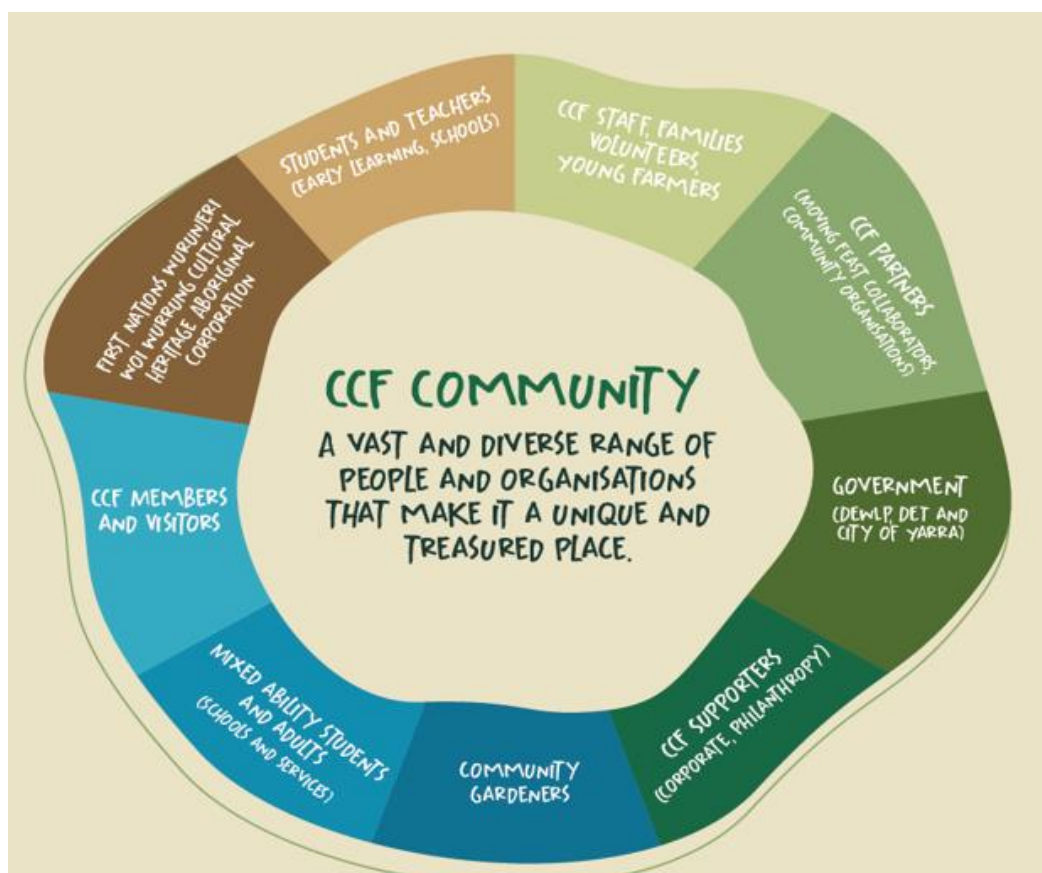 CCF COMMUNITY
A VAST AND DIVERSE RANGE OF
PEOPLE AND ORGANISATIONS
THAT MAKE IT A UNIQUE AND
TREASURED PLACE.
CCF STAFF, FAMILIES
VOLUNTEERS,
YOUNG FARMERS
CCF PARTNERS
(MOVING FEAST COLLABORATORS,
COMMUNITY ORGANISATIONS)
GOVERNMENT
(DEWLP, DET AND
CITY OF YARRA)
CCF SUPPORTERS
(CORPORATE, PHILANTHROPY)
COMMUNITY
GARDENERS
MIXED ABILITY STUDENTS
AND ADULTS
(SCHOOLS AND SERVICES)
CCF MEMBERS
AND VISITORS
FIRST NATIONS WURUNJERI
WOI WURRUNG CULTURAL
HERITAGE ABORIGINAL
CORPORATION
STUDENTS AND TEACHERS
(EARLY LEARNING, SCHOOLS)